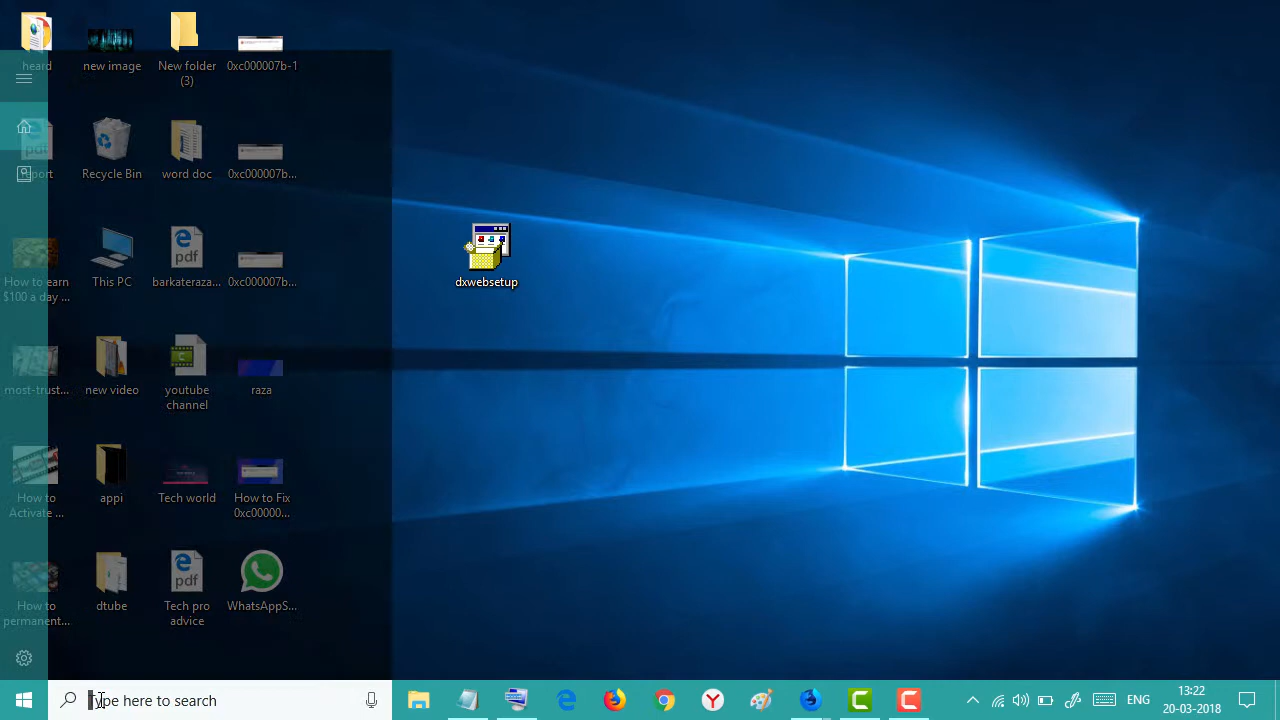 heard
new image
New folder
(3)
0xc000007b-1
port
Recycle Bin
word doc
0xc000007b...
How to earn
$100 a day ...
This PC
barkateraza...
0xc000007b...
dxwebsetup
most-trust...
new video
youtube
channel
raza
How to
Activate ...
appi
Tech world
How to Fix
0xc00000...
How to
permanent...
dtube
Tech pro
advice
WhatsAppS...
Type here to search
ENG
13:22
20-03-2018